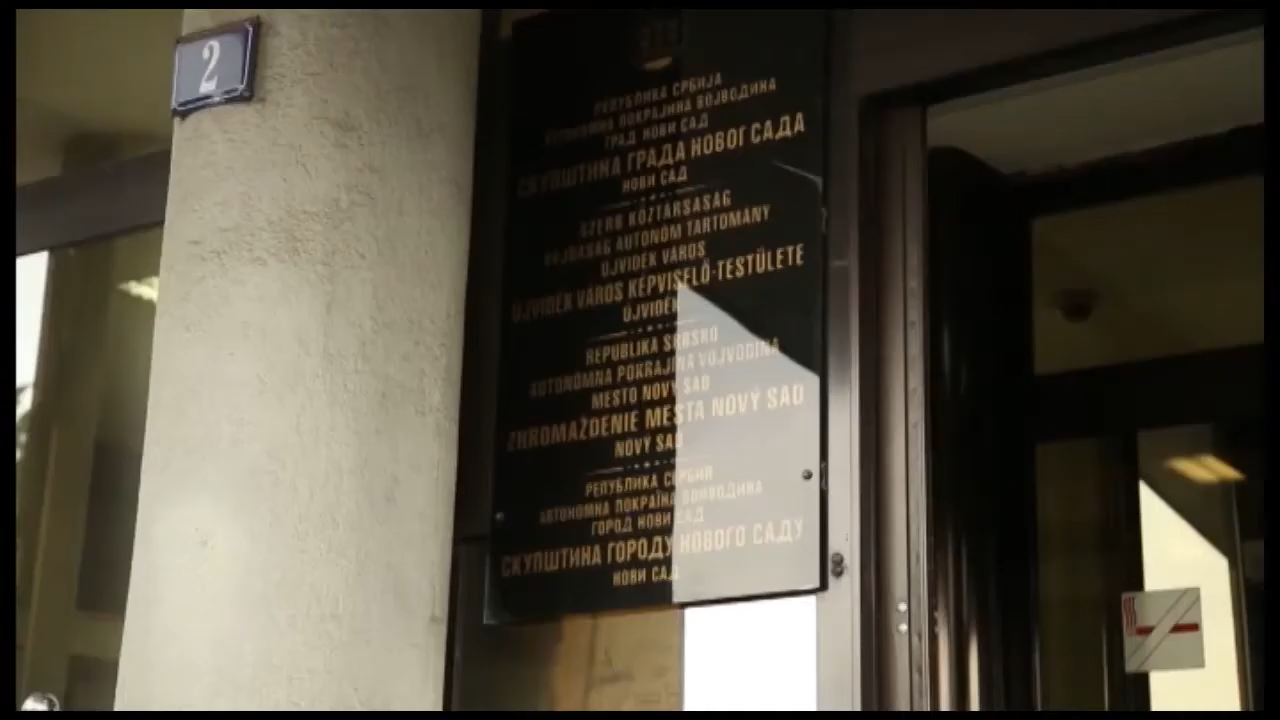 2
РЕПУБЛИКА СРБИЈА
АУТОНОМНА ПОКРАЈИНА ВОЈВОДИНА
ГРАД НОВИ САД
СКУПШТИНА ГРАДА НОВОГ САДА
НОВИ САД
SZERB KÖZTÁRSASÁG
VAJDASÁG AUTONÓM TARTOMÁNY
ÚJVIDÉK VÁROS
ÚJVIDÉK VÁROS KÉPVISELŐ-TESTÜLETE
ÚJVIDÉK
REPUBLIKA SRBSKO
AUTONÓMNA POKRAJINA VOJVODINA
MESTO NOVÝ SAD
ZHROMAŽDENIE MESTA NOVÝ SAD
NOVÝ SAD
РЕПУБЛИКА СЕРБИЯ
АВТОНОМНА ПОКРАЇНА ВОЙВОДИНА
ГОРОД НОВИ САД
СКУПШТИНА ГОРОДУ НОВОГО САДУ
НОВИ САД